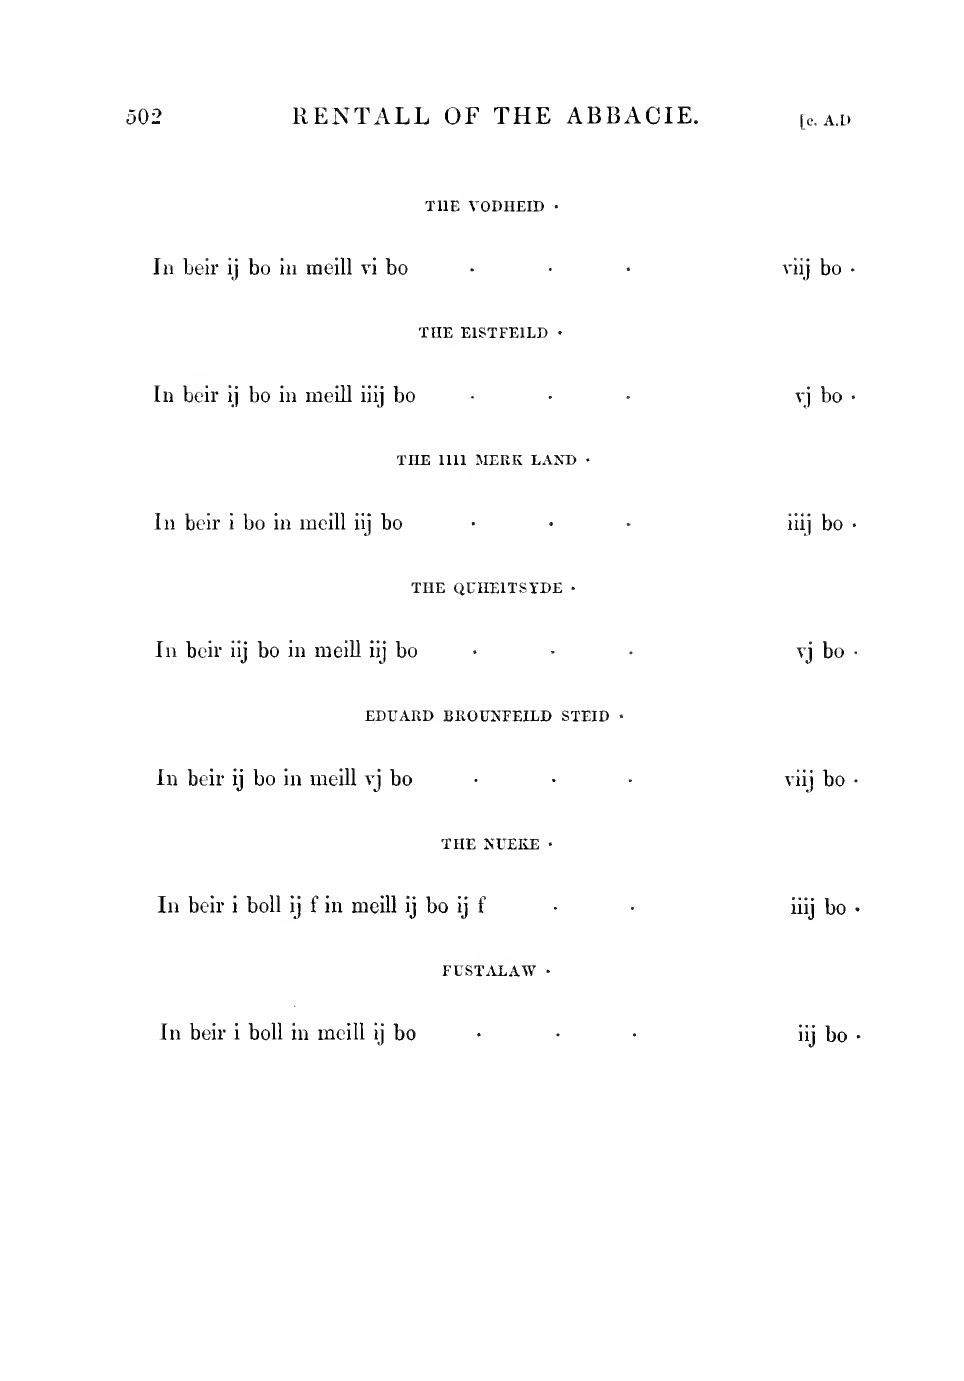 502 RENTALL OF THE ABBACIE. [c. A.D
THE VODHEID ·
In beir ij bo in meill vi bo · · · viij bo ·
THE EISTFEILD ·
In beir ij bo in meill iiij bo · · · vj bo ·
THE IIII MERK LAND ·
In beir i bo in meill iij bo · · · iiij bo ·
THE QUHEITSYDE ·
In beir iij bo in meill iij bo · · · vj bo ·
EDUARD BROUNFEILD STEID ·
In beir ij bo in meill vj bo · · · viij bo ·
THE NUEKE ·
In beir i boll ij f in meill ij bo ij f · · iiij bo ·
FUSTALAW ·
In beir i boll in meill ij bo · · · iij bo ·